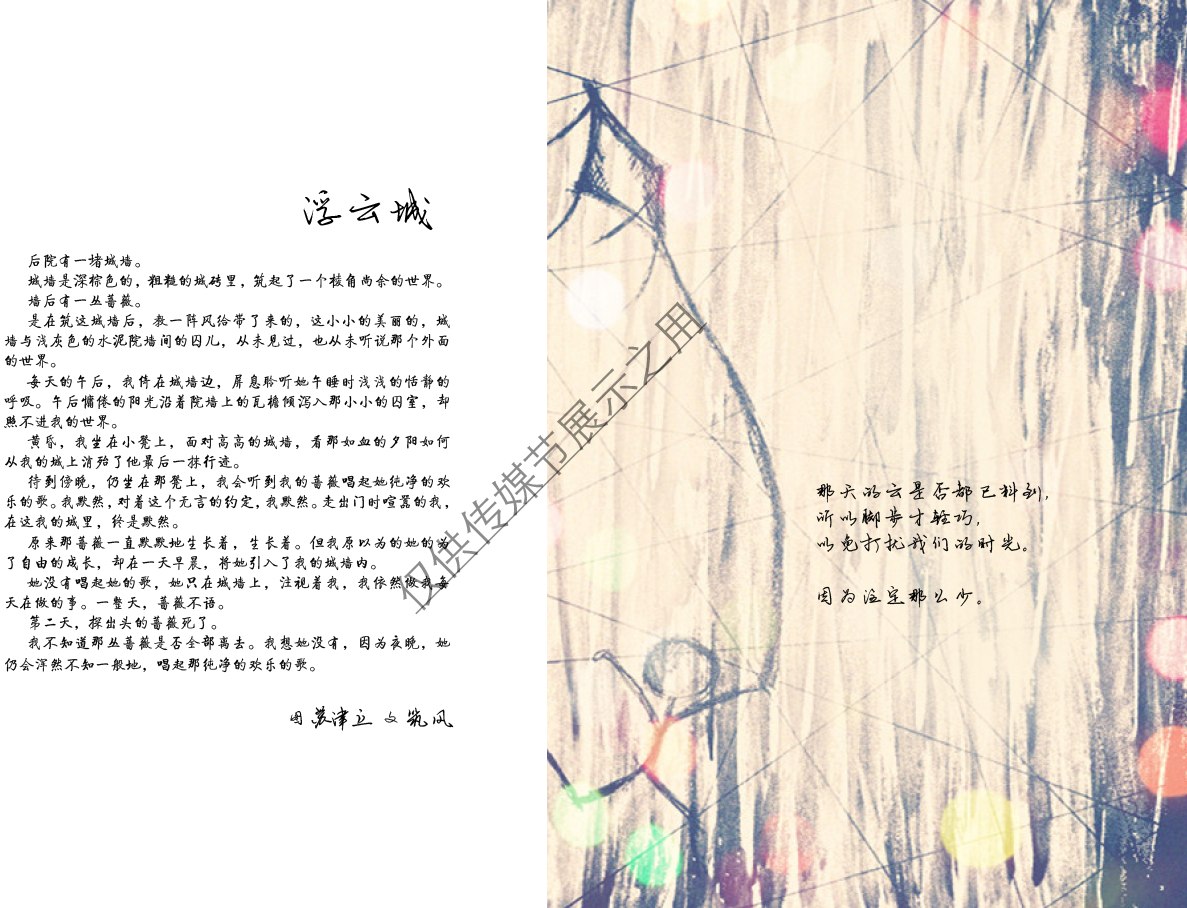 浮云城
后院有一堵城墙。
城墙是深棕色的，粗糙的城砖里，筑起了一个棱角尚余的世界。
墙后有一丛蔷薇。
是在筑这城墙后，教一阵风给带了来的，这小小的美丽的，城
墙与浅灰色的水泥院墙间的囚儿，从未见过，也从未听说那个外面
的世界。
每天的午后，我倚在城墙边，屏息聆听她午睡时浅浅的恬静的
呼吸。午后慵倦的阳光沿着院墙上的瓦檐倾泻入那小小的囚室，却
照不进我的世界。
黄昏，我坐在小凳上，面对高高的城墙，看那如血的夕阳如何
从我的城上消殆了他最后一抹行迹。
待到傍晚，仍坐在那凳上，我会听到我的蔷薇唱起她纯净的欢
乐的歌。我默然，对着这个无言的约定，我默然。走出门时喧嚣的我，
在这我的城里，终是默然。
原来那蔷薇一直默默地生长着，生长着。但我原以为的她的为
了自由的成长，却在一天早晨，将她引入了我的城墙内。
她没有唱起她的歌，她只在城墙上，注视着我，我依然做我每
天在做的事。一整天，蔷薇不语。
第二天，探出头的蔷薇死了。
我不知道那丛蔷薇是否全部离去。我想她没有，因为夜晚，她
仍会浑然不知一般地，唱起那纯净的欢乐的歌。
图 苏津立 文 筑风
那天的云是否都已料到，
所以脚步才轻巧，
以免打扰我们的时光。
因为注定那么少。
仅供传媒节展示之用